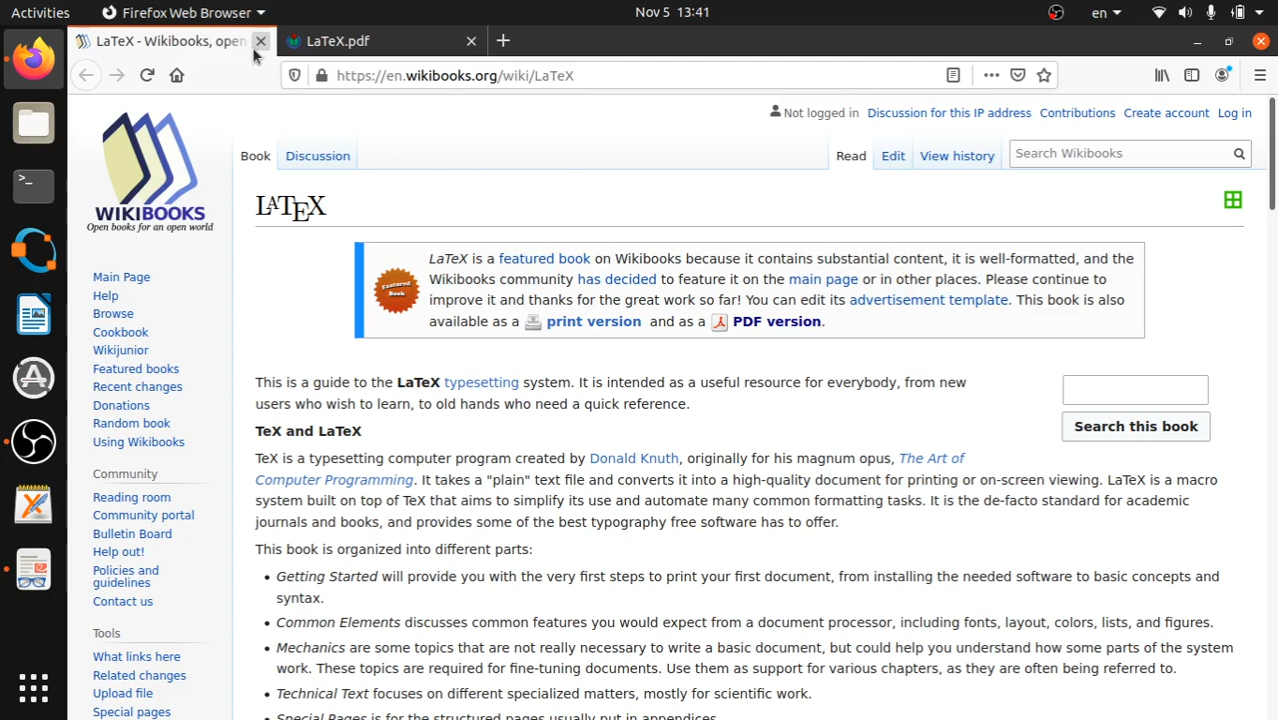 Activities Firefox Web Browser Nov 5 13:41 en
LaTeX - Wikibooks, open LaTeX.pdf
https://en.wikibooks.org/wiki/LaTeX
Not logged in Discussion for this IP address Contributions Create account Log in
Book Discussion Read Edit View history Search Wikibooks
WIKIBOOKS
Open books for an open world
LATEX
LaTeX is a featured book on Wikibooks because it contains substantial content, it is well-formatted, and the
Wikibooks community has decided to feature it on the main page or in other places. Please continue to
improve it and thanks for the great work so far! You can edit its advertisement template. This book is also
available as a print version and as a PDF version.
Featured
Book
Main Page
Help
Browse
Cookbook
Wikijunior
Featured books
Recent changes
Donations
Random book
Using Wikibooks
Community
Reading room
Community portal
Bulletin Board
Help out!
Policies and
guidelines
Contact us
Tools
What links here
Related changes
Upload file
Special pages
This is a guide to the LaTeX typesetting system. It is intended as a useful resource for everybody, from new
users who wish to learn, to old hands who need a quick reference.
Search this book
TeX and LaTeX
TeX is a typesetting computer program created by Donald Knuth, originally for his magnum opus, The Art of
Computer Programming. It takes a "plain" text file and converts it into a high-quality document for printing or on-screen viewing. LaTeX is a macro
system built on top of TeX that aims to simplify its use and automate many common formatting tasks. It is the de-facto standard for academic
journals and books, and provides some of the best typography free software has to offer.
This book is organized into different parts:
• Getting Started will provide you with the very first steps to print your first document, from installing the needed software to basic concepts and
syntax.
• Common Elements discusses common features you would expect from a document processor, including fonts, layout, colors, lists, and figures.
• Mechanics are some topics that are not really necessary to write a basic document, but could help you understand how some parts of the system
work. These topics are required for fine-tuning documents. Use them as support for various chapters, as they are often being referred to.
• Technical Text focuses on different specialized matters, mostly for scientific work.
• Special Pages is for the structured pages usually put in appendices.